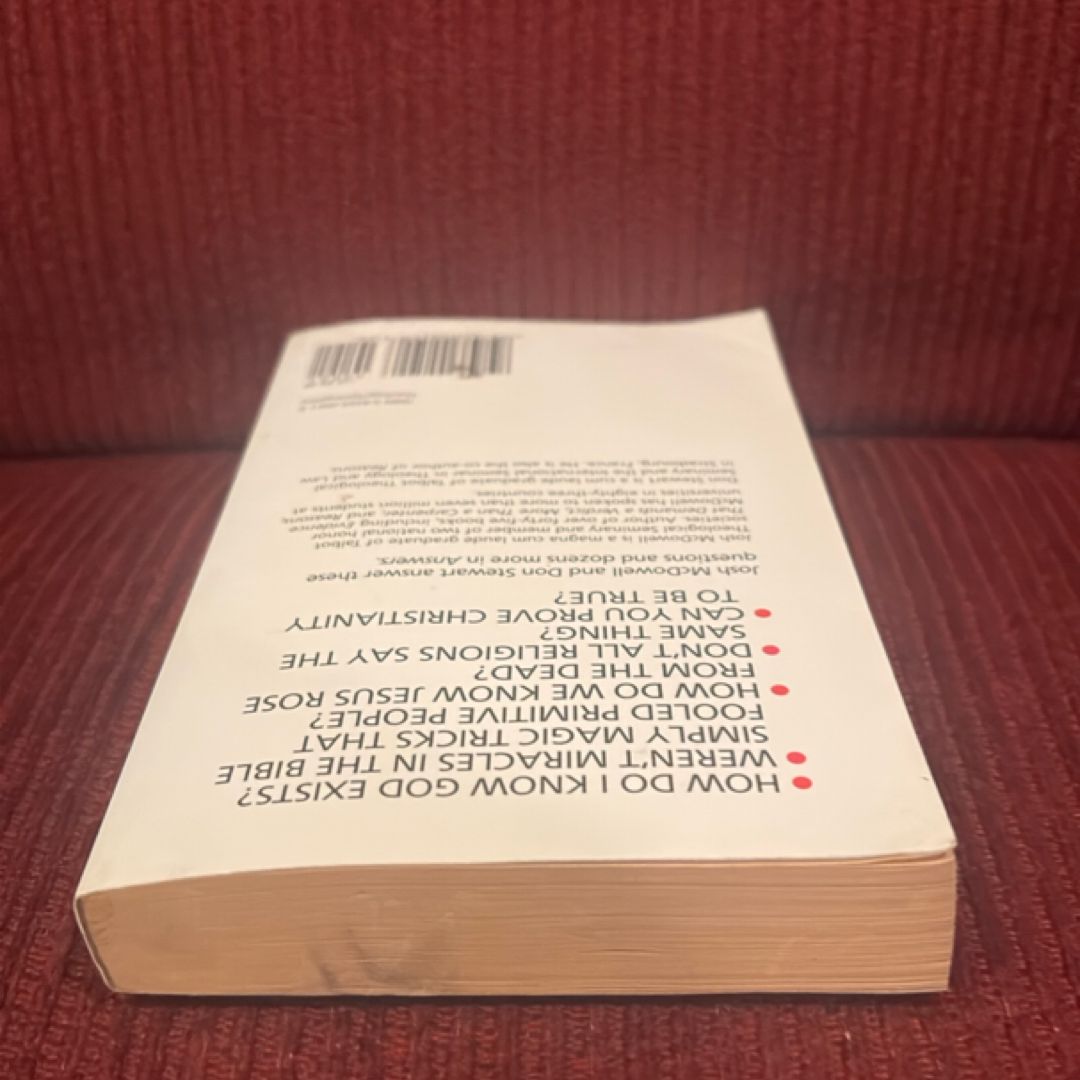 • HOW DO I KNOW GOD EXISTS?
• WEREN'T MIRACLES IN THE BIBLE
SIMPLY MAGIC TRICKS THAT
FOOLED PRIMITIVE PEOPLE?
• HOW DO WE KNOW JESUS ROSE
FROM THE DEAD?
• DON'T ALL RELIGIONS SAY THE
SAME THING?
• CAN YOU PROVE CHRISTIANITY
TO BE TRUE?
Josh McDowell and Don Stewart answer these
questions and dozens more in Answers.
Josh McDowell is a magna cum laude graduate of Talbot
Theological Seminary and member of two national honor
societies. Author of over forty-five books, including Evidence
That Demands a Verdict, More Than a Carpenter, and Reasons,
McDowell has spoken to more than seven million students at
universities in eighty-three countries.
Don Stewart is a cum laude graduate of Talbot Theological
Seminary and the International Seminar in Theology and Law
in Strasbourg, France. He is also the co-author of Reasons.